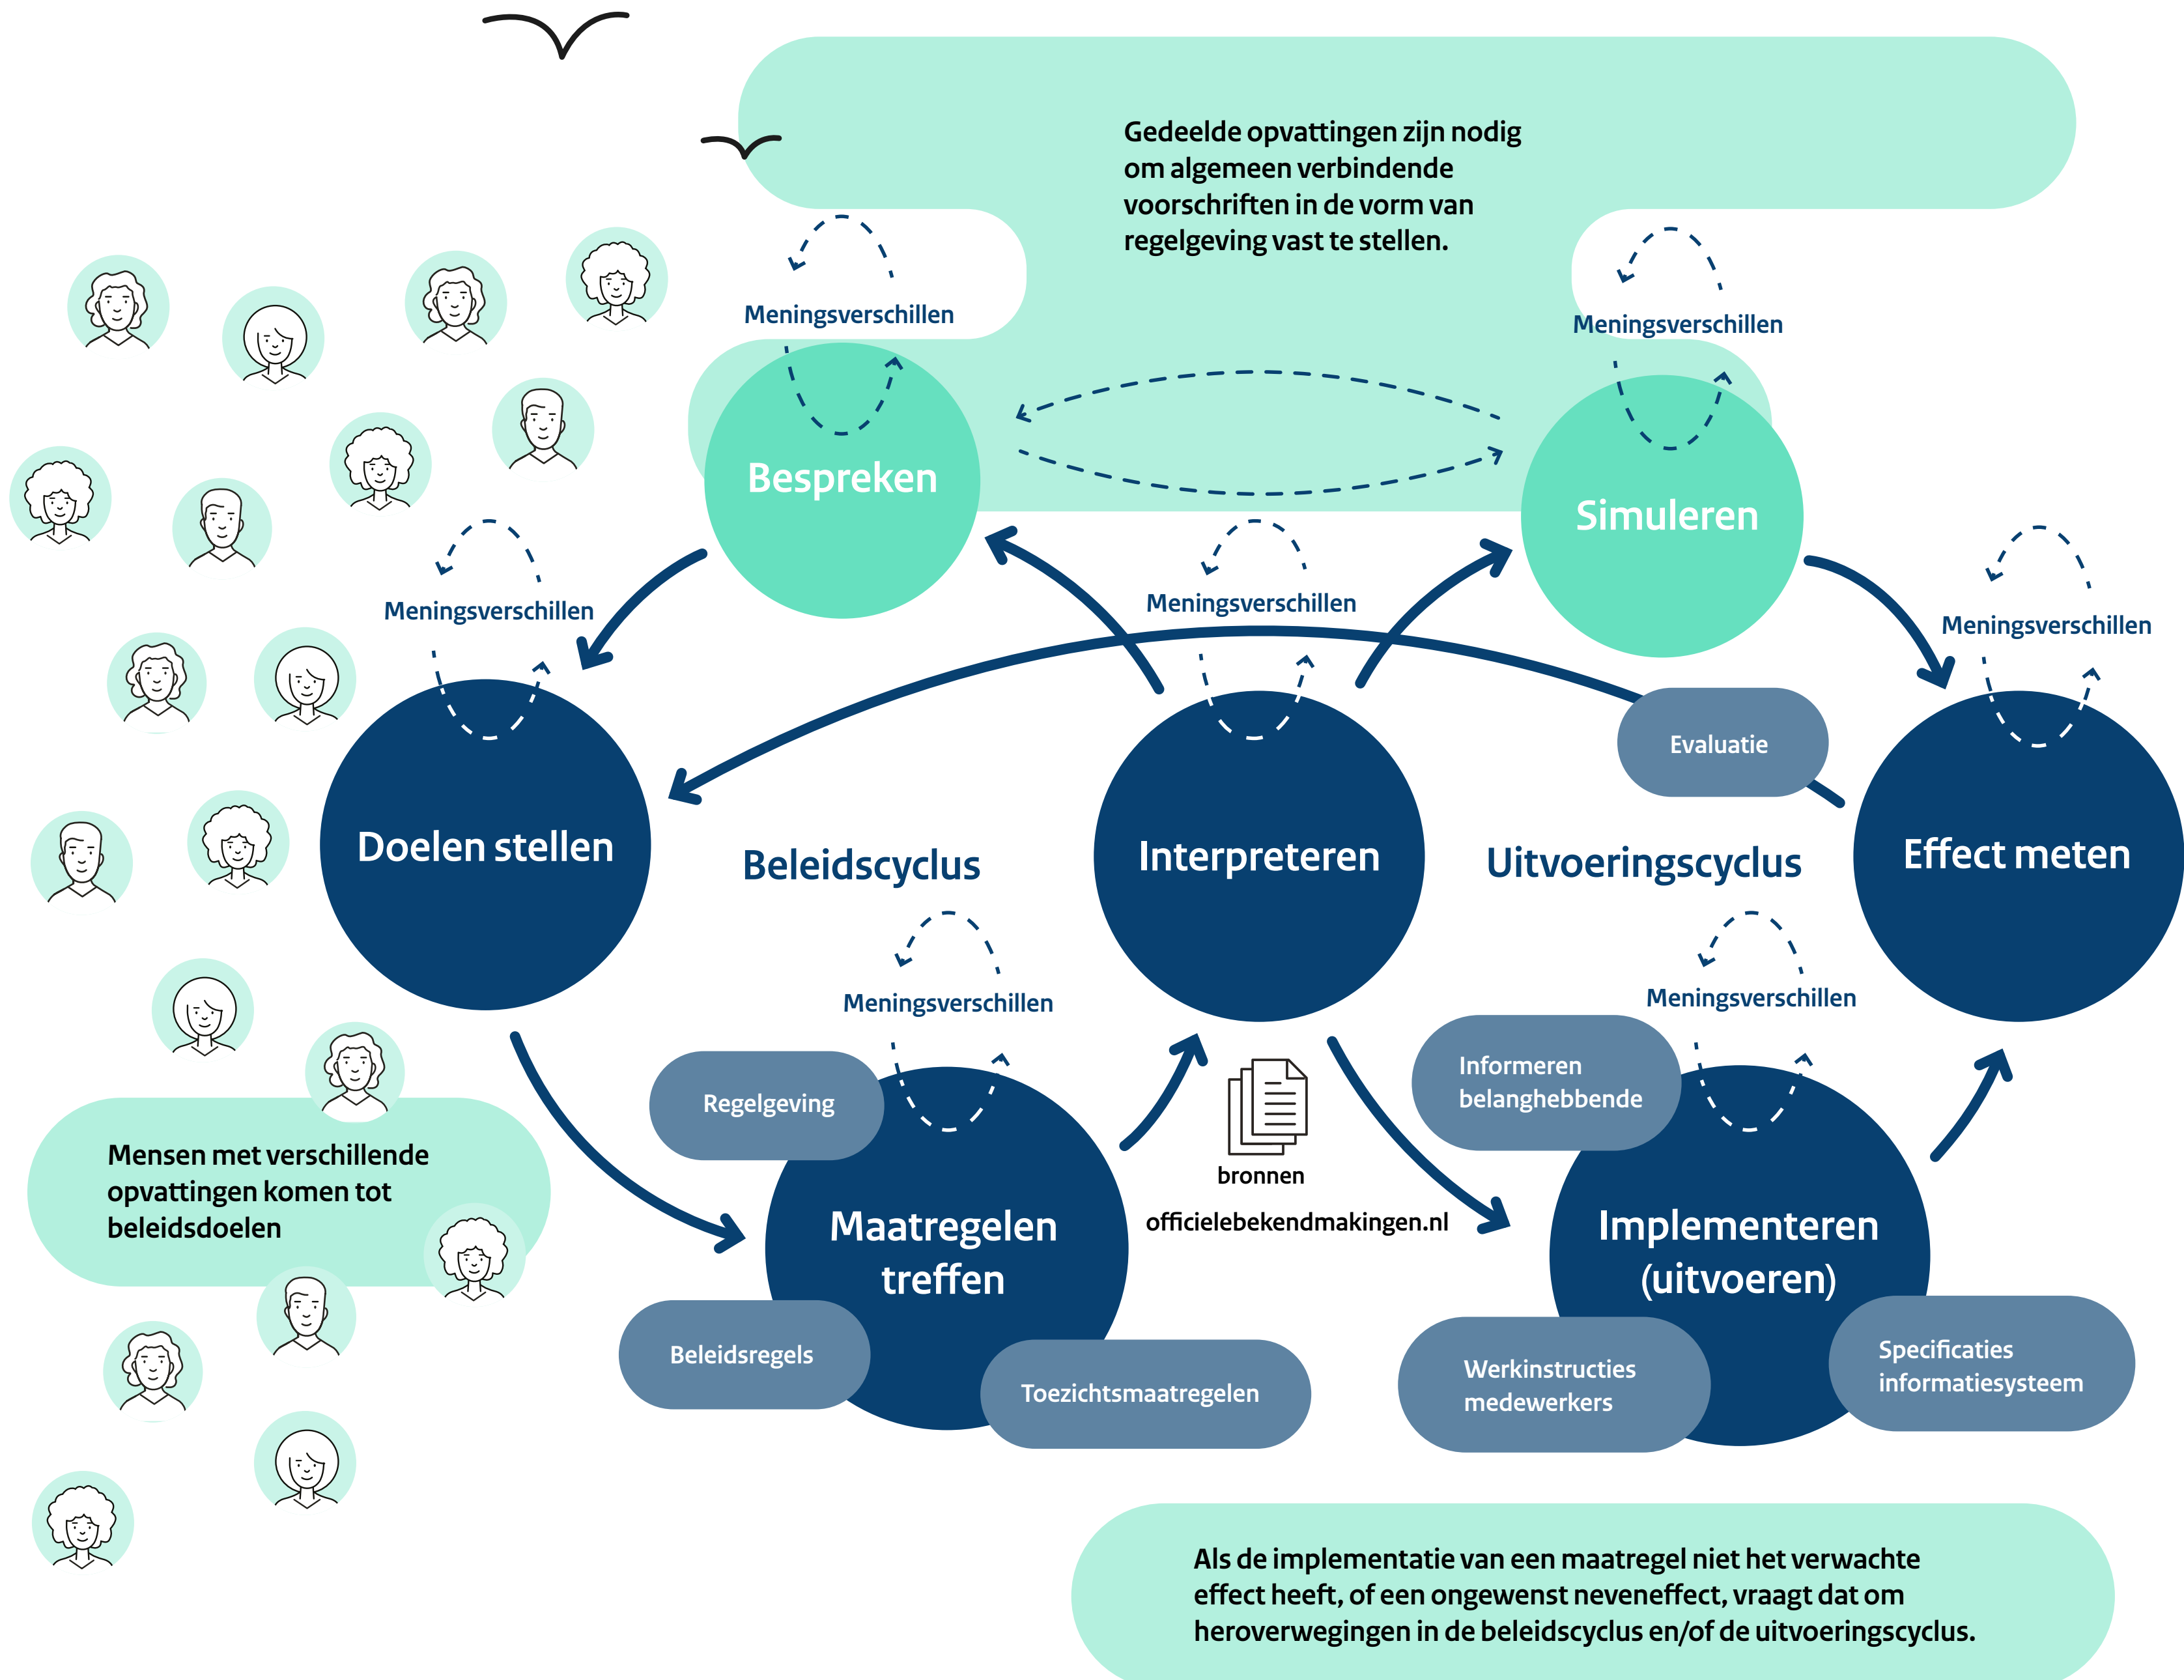 Gedeelde opvattingen zijn nodig
om algemeen verbindende
voorschriften in de vorm van
regelgeving vast te stellen.
Meningsverschillen
Meningsverschillen
Bespreken
Simuleren
Meningsverschillen
Meningsverschillen
Meningsverschillen
Evaluatie
Doelen stellen
Beleidscyclus
Interpreteren
Uitvoeringscyclus
Effect meten
Meningsverschillen
Meningsverschillen
Regelgeving
Informeren
belanghebbende
Mensen met verschillende
opvattingen komen tot
beleidsdoelen
bronnen
officielebekendmakingen.nl
Maatregelen
treffen
Implementeren
(uitvoeren)
Beleidsregels
Toezichtsmaatregelen
Werkinstructies
medewerkers
Specificaties
informatiesysteem
Als de implementatie van een maatregel niet het verwachte
effect heeft, of een ongewenst neveneffect, vraagt dat om
heroverwegingen in de beleidscyclus en/of de uitvoeringscyclus.